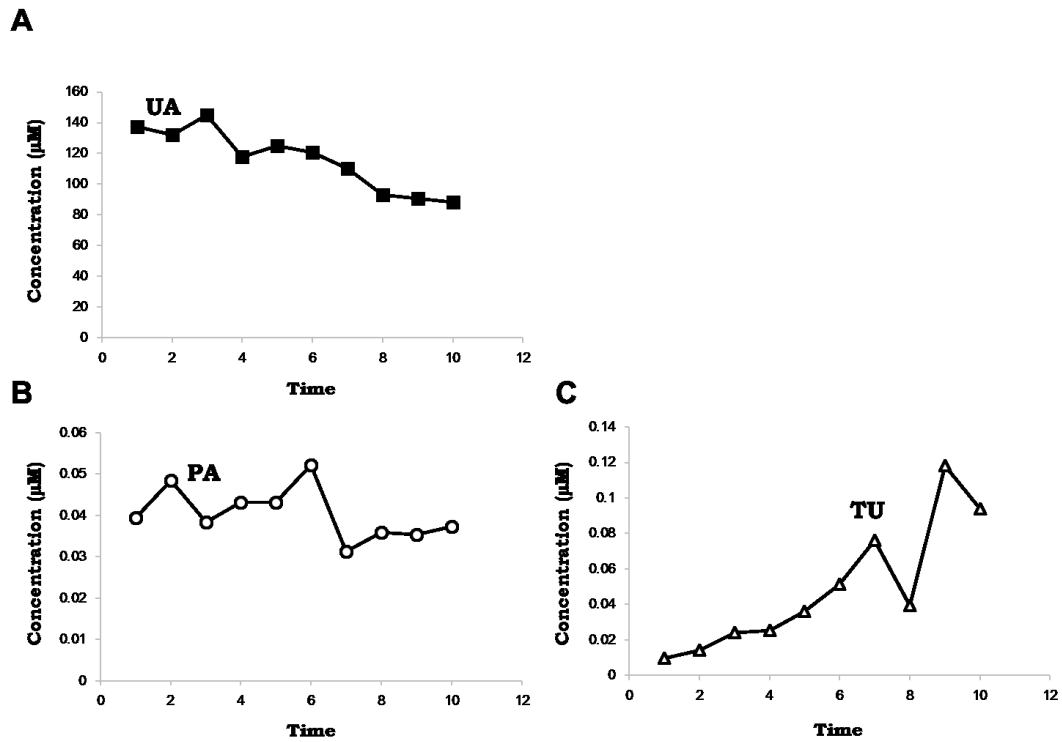 A
160
140
120
100
80
60
40
20
0
UA
Concentration (µM)
0 2 4 6 8 10 12
Time
B
0.06
0.05
0.04
0.03
0.02
0.01
0
PA
Concentration (µM)
0 2 4 6 8 10 12
Time
C
0.14
0.12
0.1
0.08
0.06
0.04
0.02
0
TU
Concentration (µM)
0 2 4 6 8 10 12
Time